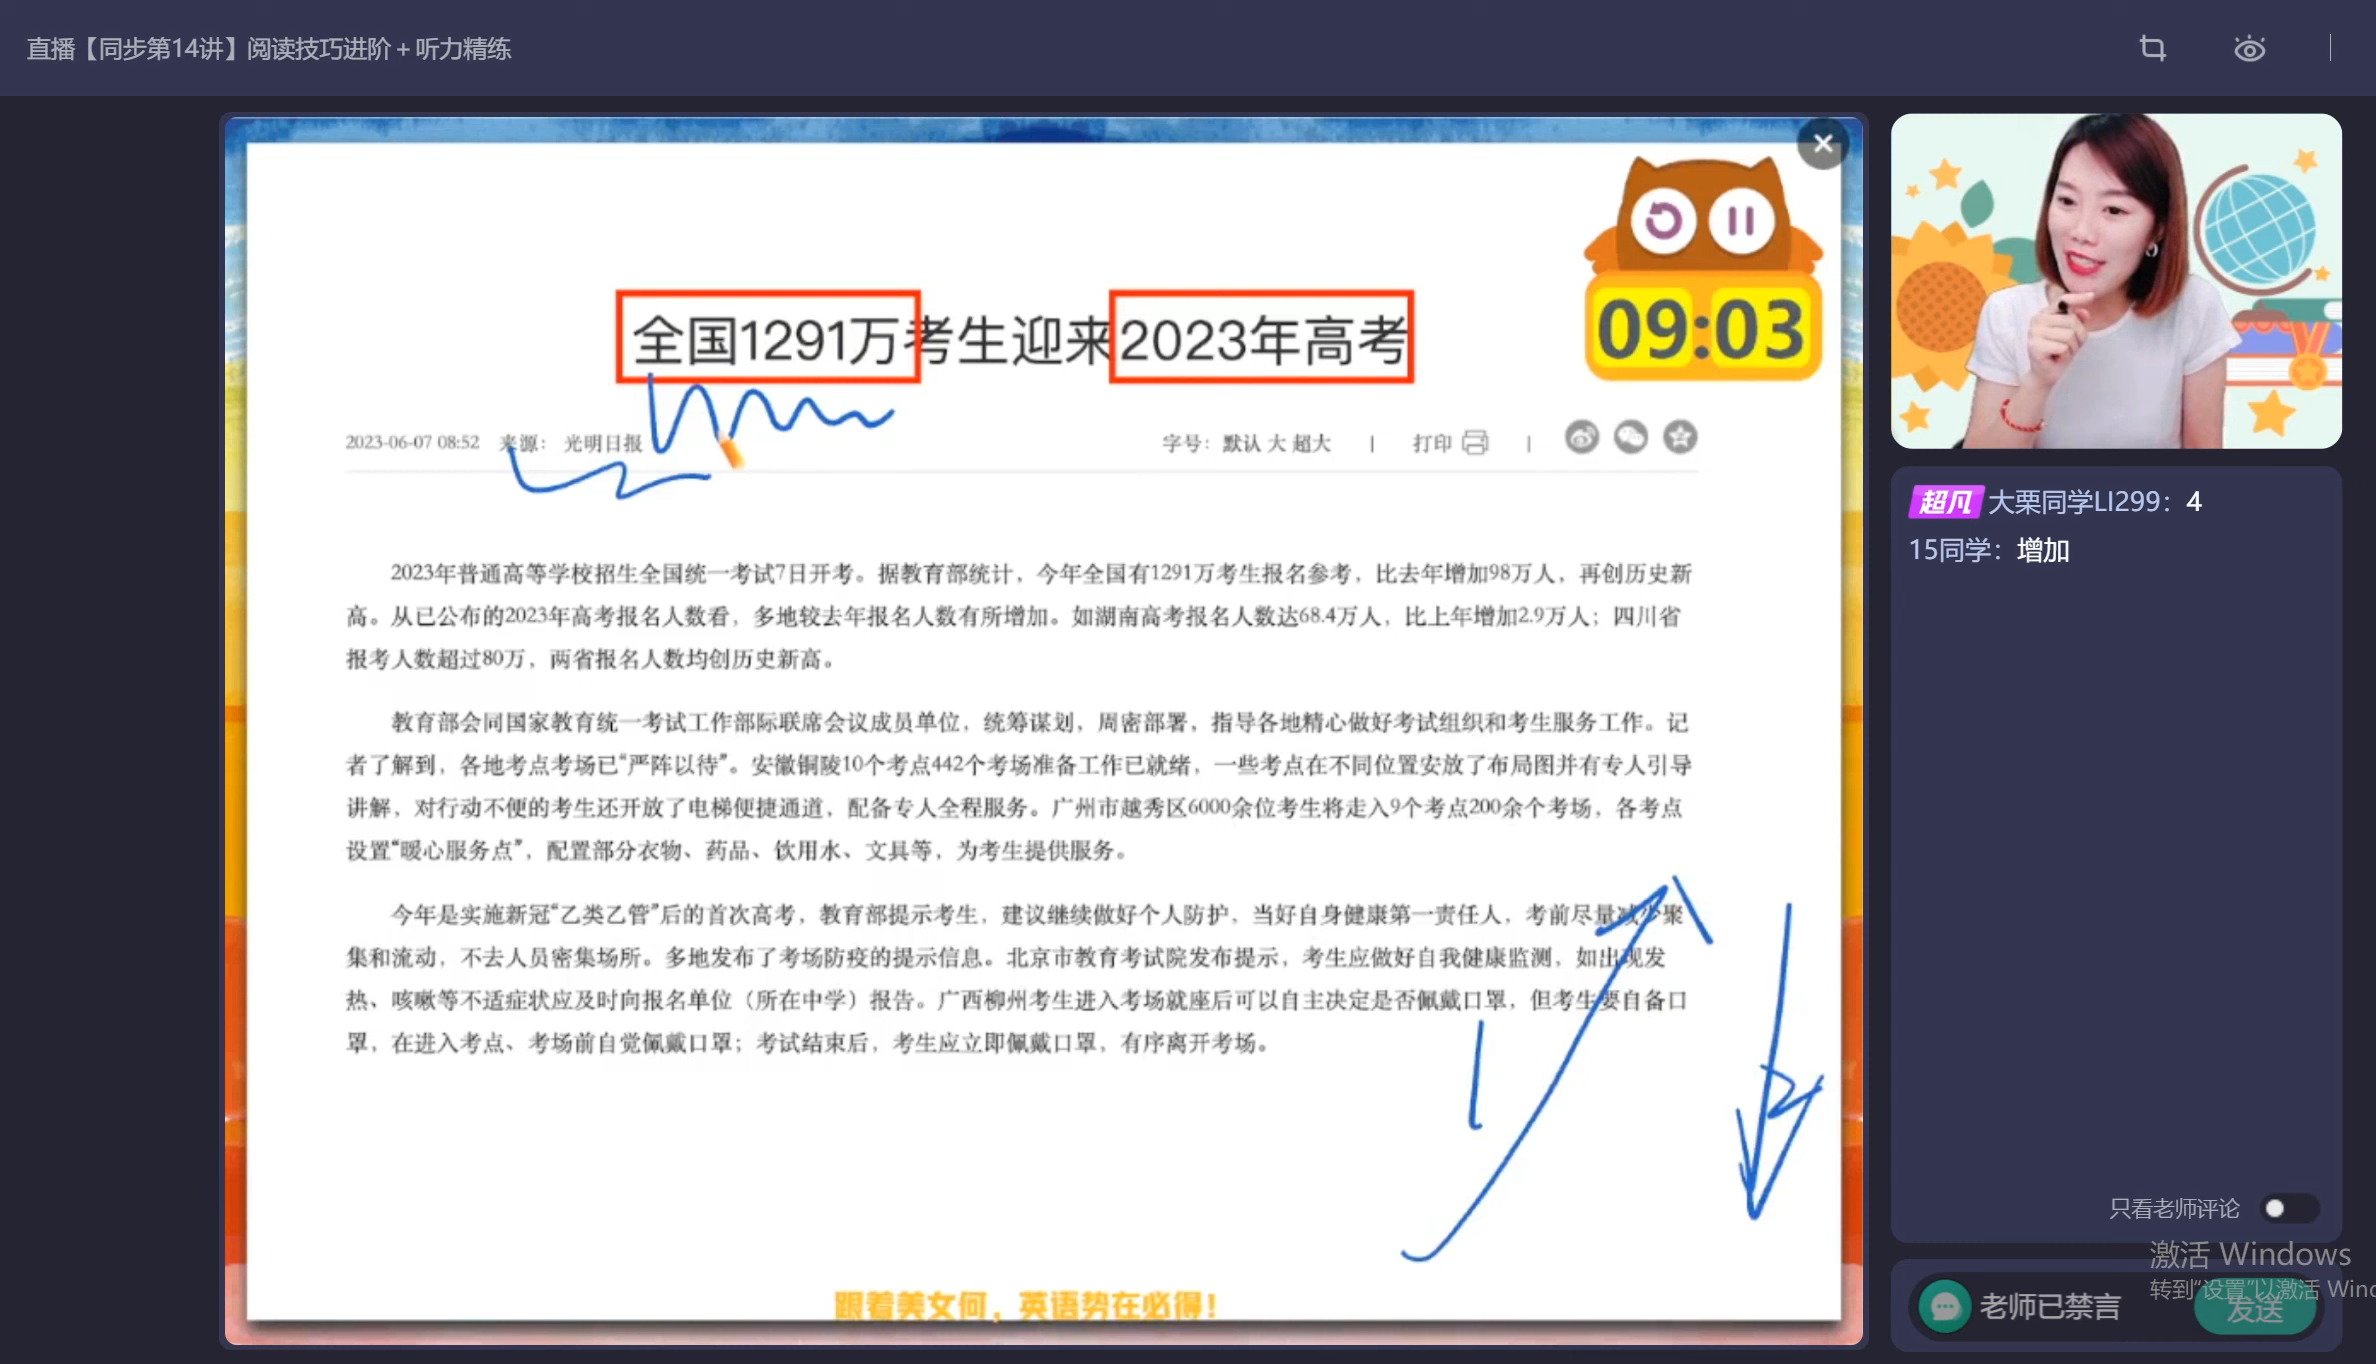 直播【同步第14讲】阅读技巧进阶+听力精练
全国1291万考生迎来2023年高考
09:03
2023-06-07 08:52 来源：光明日报
字号：默认 大 超大 | 打印 |
2023年普通高等学校招生全国统一考试7日开考。据教育部统计，今年全国有1291万考生报名参考，比去年增加98万人，再创历史新
高。从已公布的2023年高考报名人数看，多地较去年报名人数有所增加。如湖南高考报名人数达68.4万人，比上年增加2.9万人；四川省
报考人数超过80万，两省报名人数均创历史新高。
教育部会同国家教育统一考试工作部际联席会议成员单位，统筹谋划，周密部署，指导各地精心做好考试组织和考生服务工作。记
者了解到，各地考点考场已“严阵以待”。安徽铜陵10个考点442个考场准备工作已就绪，一些考点在不同位置安放了布局图并有专人引导
讲解，对行动不便的考生还开放了电梯便捷通道，配备专人全程服务。广州市越秀区6000余位考生将走入9个考点200余个考场，各考点
设置“暖心服务点”，配置部分衣物、药品、饮用水、文具等，为考生提供服务。
今年是实施新冠“乙类乙管”后的首次高考，教育部提示考生，建议继续做好个人防护，当好自身健康第一责任人，考前尽量减少聚
集和流动，不去人员密集场所。多地发布了考场防疫的提示信息。北京市教育考试院发布提示，考生应做好自我健康监测，如出现发
热、咳嗽等不适症状应及时向报名单位（所在中学）报告。广西柳州考生进入考场就座后可以自主决定是否佩戴口罩，但考生要自备口
罩，在进入考点、考场前自觉佩戴口罩；考试结束后，考生应立即佩戴口罩，有序离开考场。
跟着美女何，英语势在必得！
超凡 大栗同学LI299：4
15同学：增加
只看老师评论
激活 Windows
转到“设置”以激活 Win
老师已禁言
发送